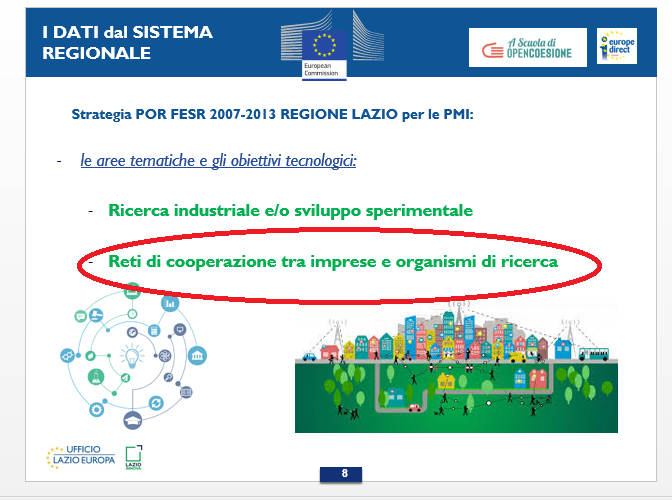 I DATI dal SISTEMA
REGIONALE
European
Commission
A Scuola di
OPENCOESIONE
europe
direct
Strategia POR FESR 2007-2013 REGIONE LAZIO per le PMI:
- le aree tematiche e gli obiettivi tecnologici:
- Ricerca industriale e/o sviluppo sperimentale
- Reti di cooperazione tra imprese e organismi di ricerca
UFFICIO
LAZIO EUROPA
LAZIO
INNOVA
8